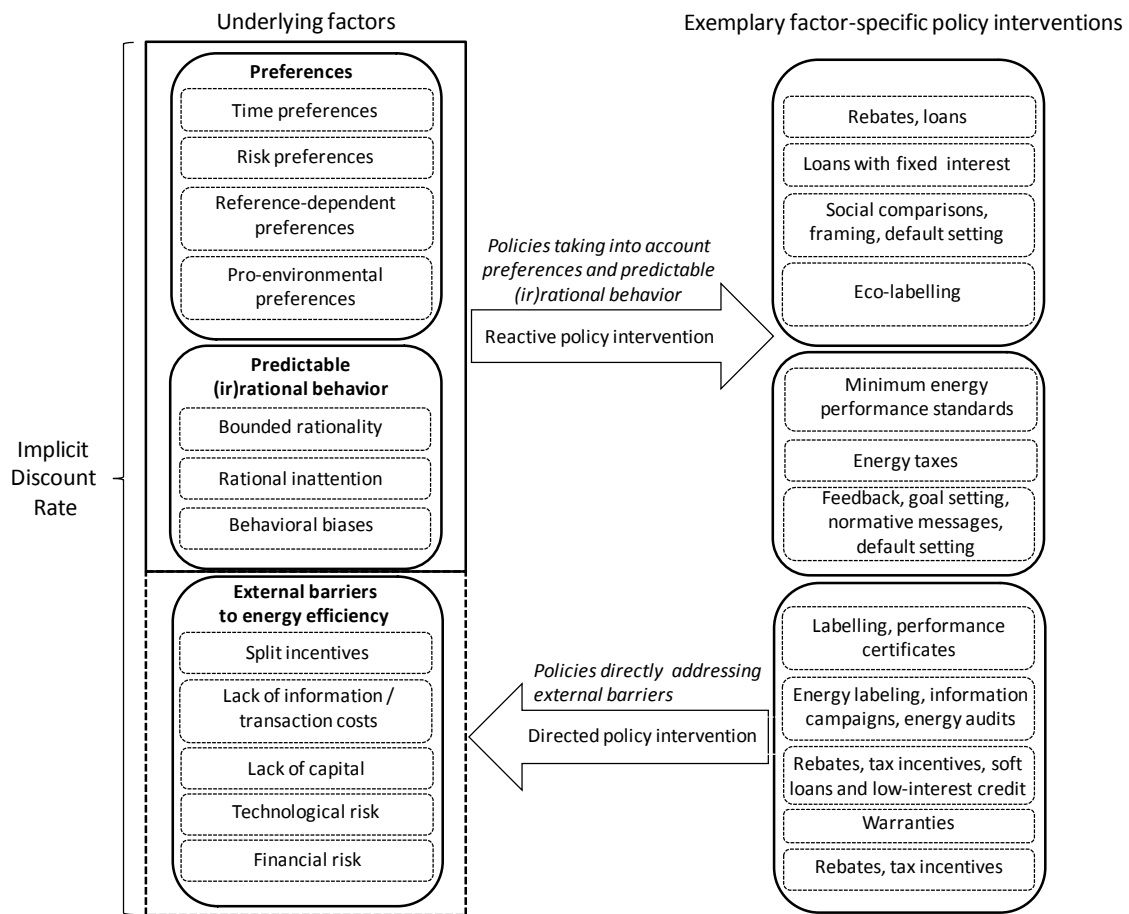 Underlying factors
Exemplary factor-specific policy interventions
Implicit
Discount
Rate
Preferences
Time preferences
Risk preferences
Reference-dependent
preferences
Pro-environmental
preferences
Predictable
(ir)rational behavior
Bounded rationality
Rational inattention
Behavioral biases
External barriers
to energy efficiency
Split incentives
Lack of information /
transaction costs
Lack of capital
Technological risk
Financial risk
Policies taking into account
preferences and predictable
(ir)rational behavior
Reactive policy intervention
Policies directly addressing
external barriers
Directed policy intervention
Rebates, loans
Loans with fixed interest
Social comparisons,
framing, default setting
Eco-labelling
Minimum energy
performance standards
Energy taxes
Feedback, goal setting,
normative messages,
default setting
Labelling, performance
certificates
Energy labeling, information
campaigns, energy audits
Rebates, tax incentives, soft
loans and low-interest credit
Warranties
Rebates, tax incentives